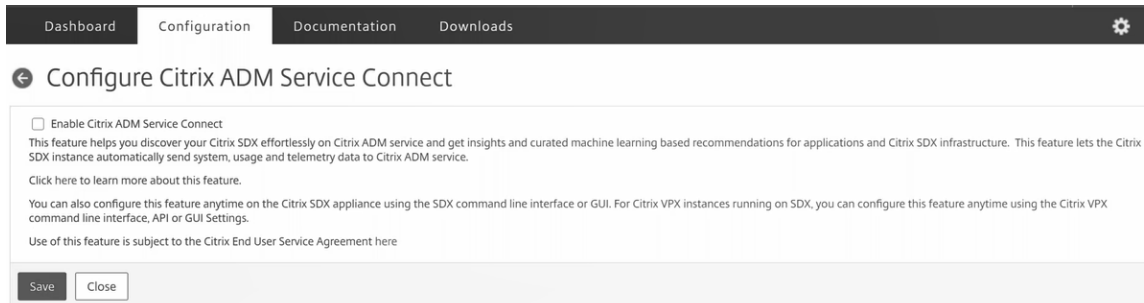 Dashboard Configuration Documentation Downloads
Configure Citrix ADM Service Connect
Enable Citrix ADM Service Connect
This feature helps you discover your Citrix SDX effortlessly on Citrix ADM service and get insights and curated machine learning based recommendations for applications and Citrix SDX infrastructure. This feature lets the Citrix
SDX instance automatically send system, usage and telemetry data to Citrix ADM service.
Click here to learn more about this feature.
You can also configure this feature anytime on the Citrix SDX appliance using the SDX command line interface or GUI. For Citrix VPX instances running on SDX, you can configure this feature anytime using the Citrix VPX
command line interface, API or GUI Settings.
Use of this feature is subject to the Citrix End User Service Agreement here
Save Close